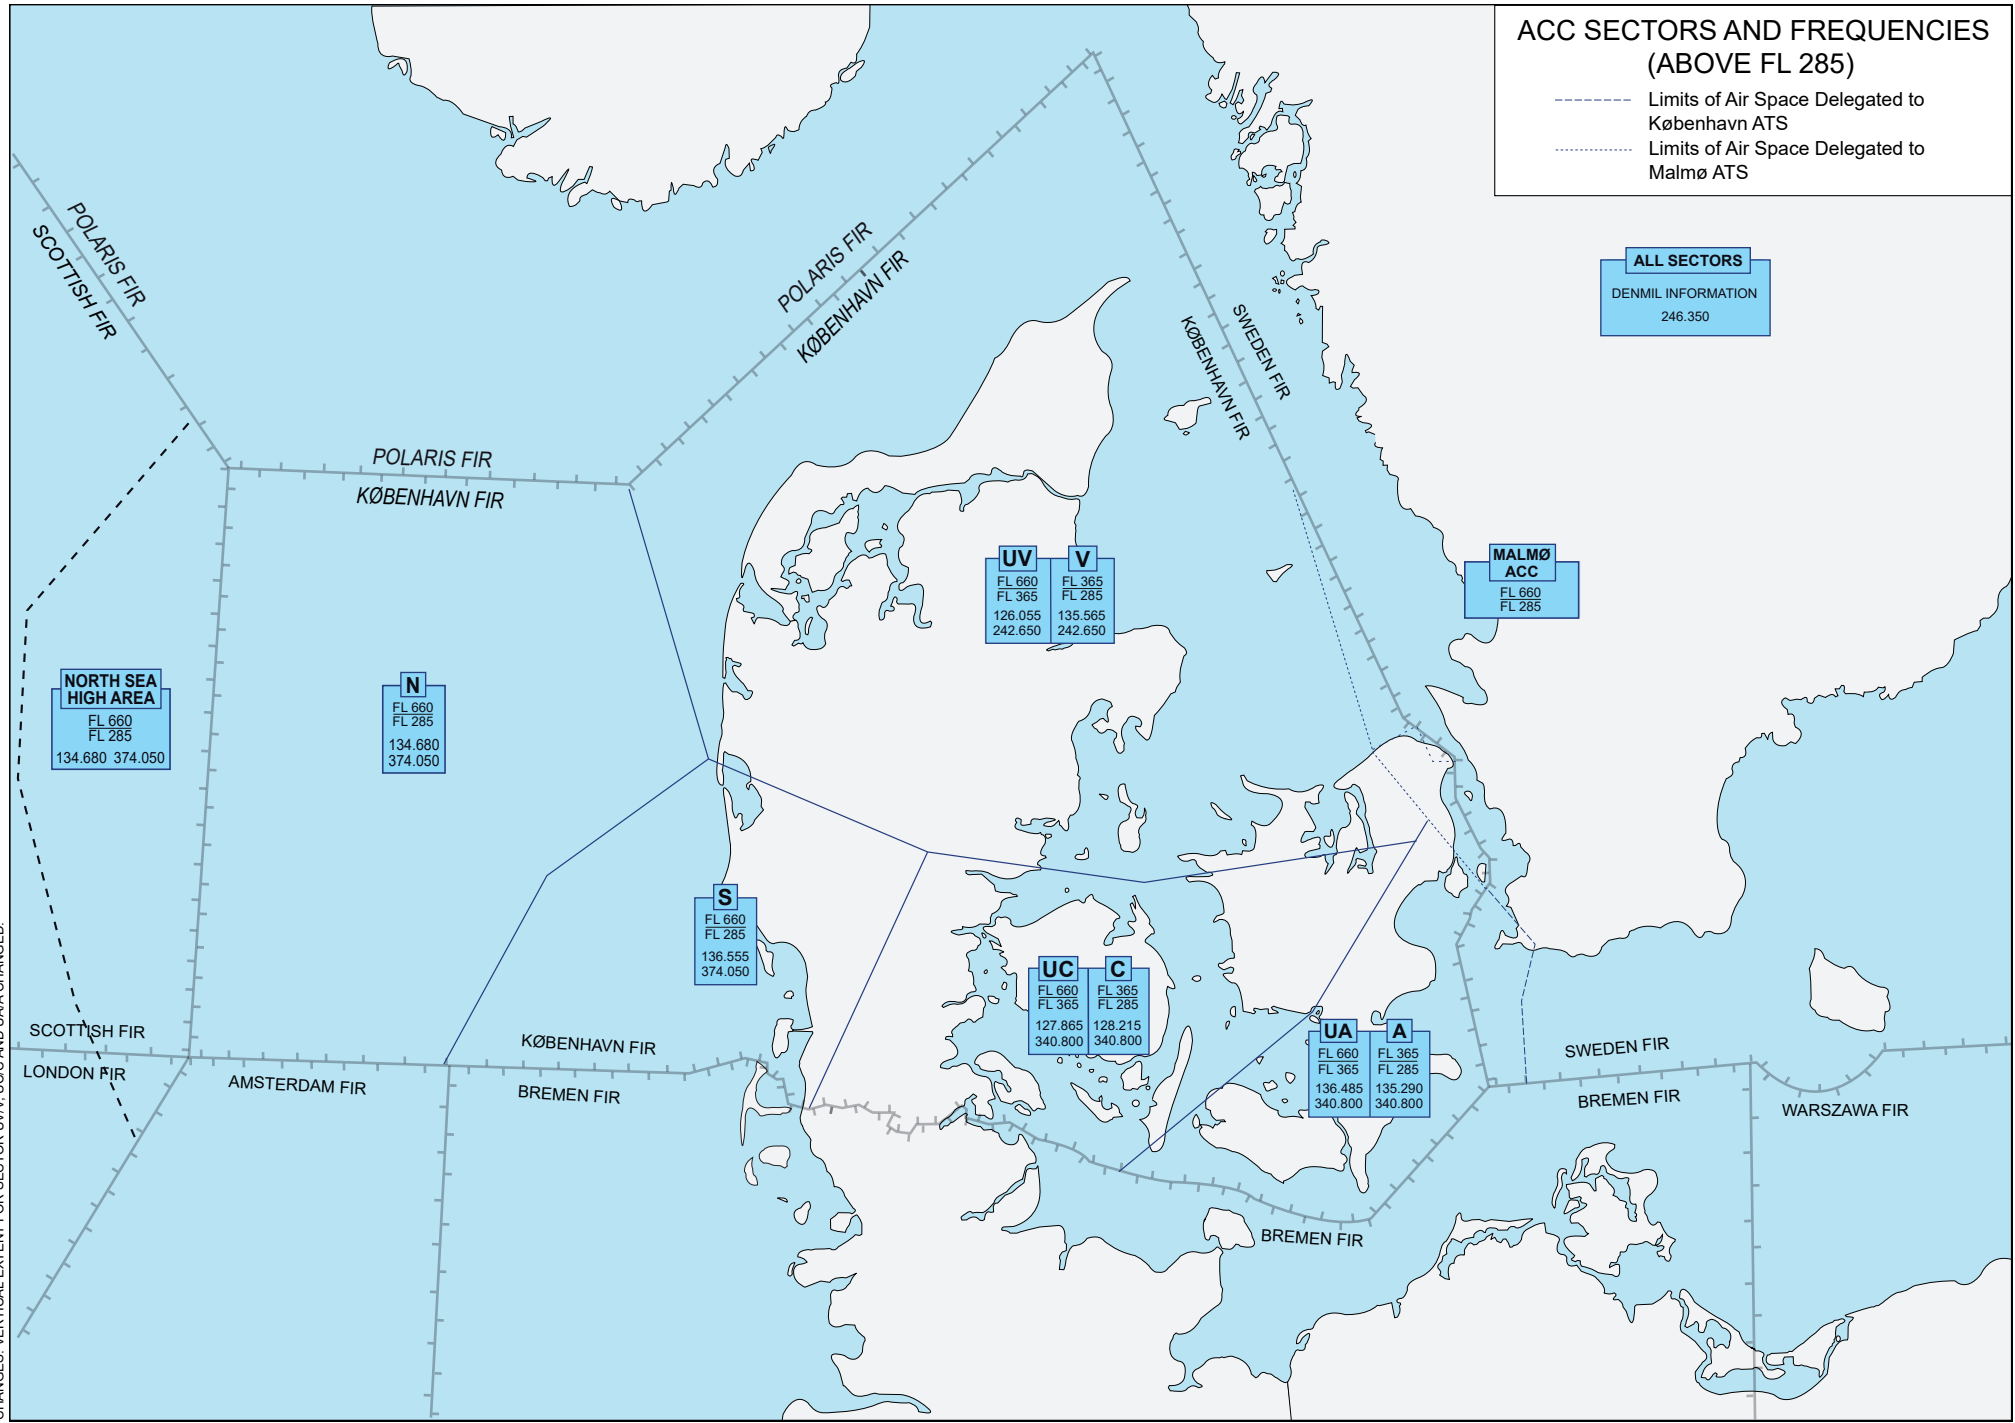 ACC SECTORS AND FREQUENCIES
(ABOVE FL 285)
Limits of Air Space Delegated to
København ATS
Limits of Air Space Delegated to
Malmø ATS
ALL SECTORS
DENMIL INFORMATION
246.350
POLARIS FIR
SCOTTISH FIR
POLARIS FIR
KØBENHAVN FIR
SWEDEN FIR
KØBENHAVN FIR
POLARIS FIR
KØBENHAVN FIR
UV
FL 660
FL 365
126.055
242.650
V
FL 365
FL 285
135.565
242.650
MALMØ
ACC
FL 660
FL 285
NORTH SEA
HIGH AREA
FL 660
FL 285
134.680 374.050
N
FL 660
FL 285
134.680
374.050
S
FL 660
FL 285
136.555
374.050
UC
FL 660
FL 365
127.865
340.800
C
FL 365
FL 285
128.215
340.800
UA
FL 660
FL 365
136.485
340.800
A
FL 365
FL 285
135.290
340.800
SCOTTISH FIR
LONDON FIR
AMSTERDAM FIR
KØBENHAVN FIR
BREMEN FIR
SWEDEN FIR
BREMEN FIR
WARSZAWA FIR
BREMEN FIR